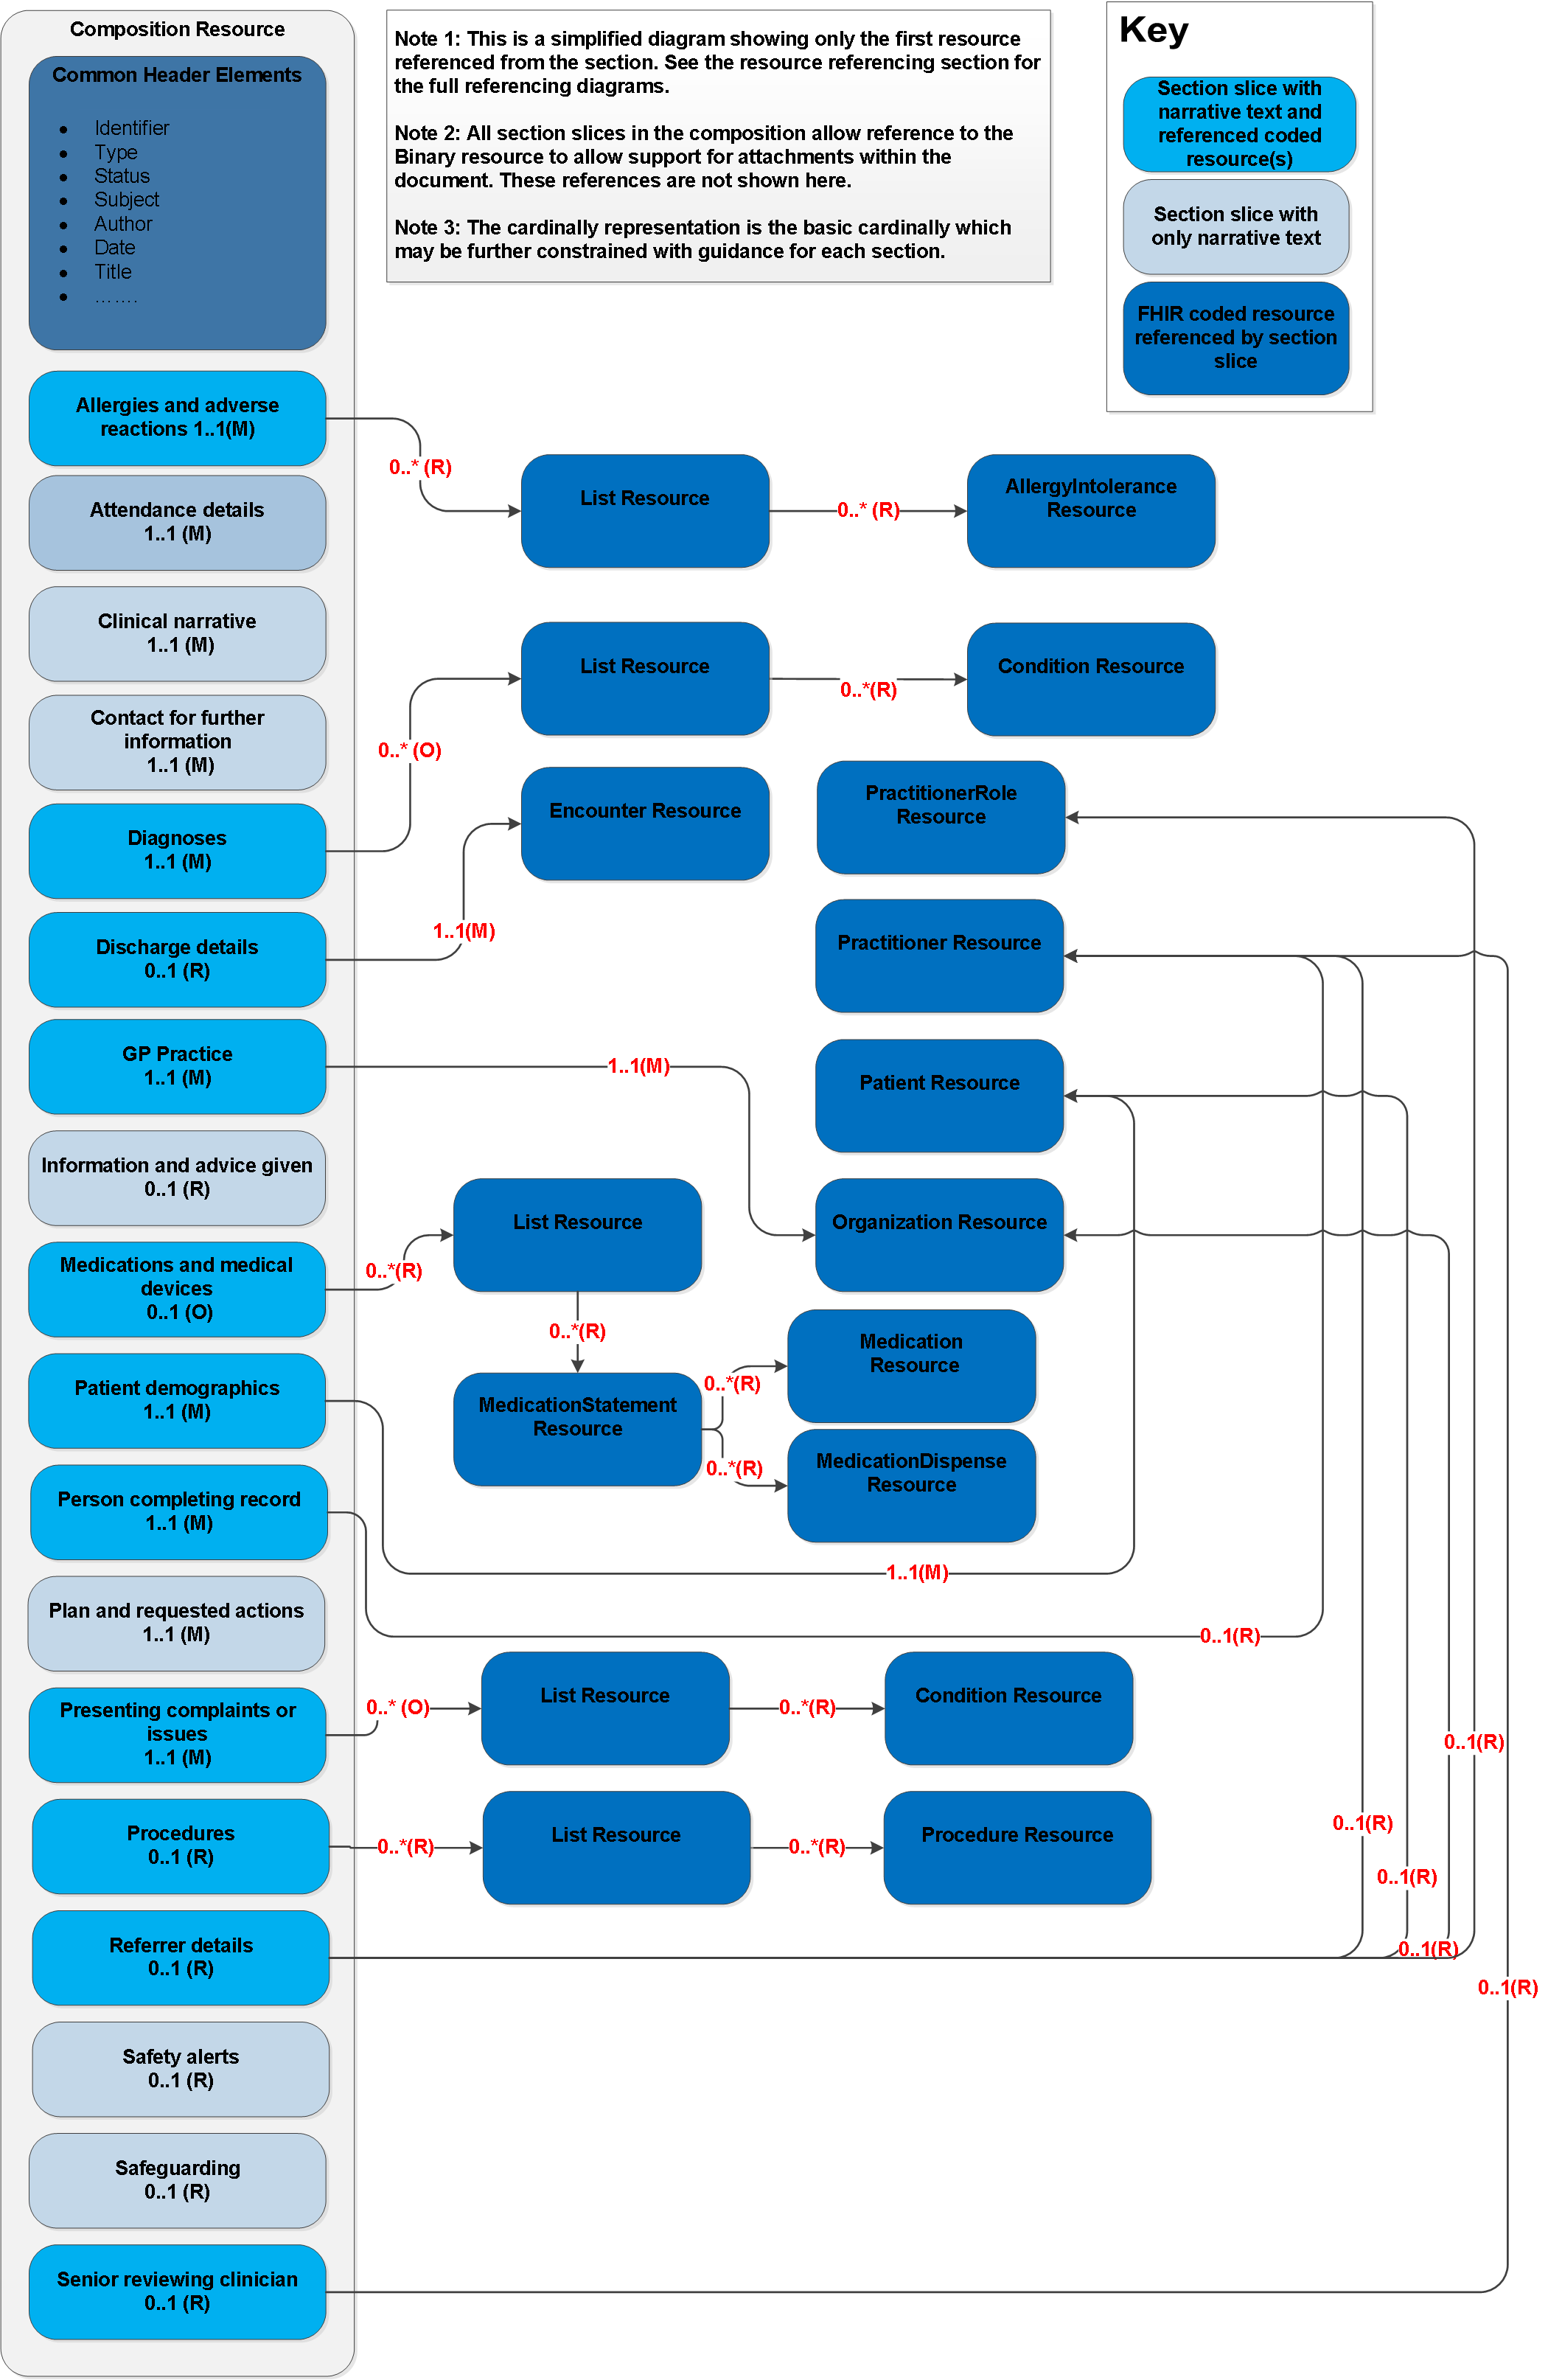 Composition Resource
Common Header Elements
● Identifier
● Type
● Status
● Subject
● Author
● Date
● Title
● …….
Note 1: This is a simplified diagram showing only the first resource
referenced from the section. See the resource referencing section for
the full referencing diagrams.
Note 2: All section slices in the composition allow reference to the
Binary resource to allow support for attachments within the
document. These references are not shown here.
Note 3: The cardinally representation is the basic cardinally which
may be further constrained with guidance for each section.
Key
Section slice with
narrative text and
referenced coded
resource(s)
Section slice with
only narrative text
FHIR coded resource
referenced by section
slice
Allergies and adverse
reactions 1..1(M)
0..* (R)
List Resource
0..* (R)
AllergyIntolerance
Resource
Attendance details
1..1 (M)
Clinical narrative
1..1 (M)
Contact for further
information
1..1 (M)
Diagnoses
1..1 (M)
0..* (O)
List Resource
0..*(R)
Condition Resource
Discharge details
0..1 (R)
1..1(M)
Encounter Resource
PractitionerRole
Resource
Practitioner Resource
GP Practice
1..1 (M)
1..1(M)
Patient Resource
Organization Resource
Information and advice given
0..1 (R)
Medications and medical
devices
0..1 (O)
0..*(R)
List Resource
0..*(R)
MedicationStatement
Resource
0..*(R)
Medication
Resource
0..*(R)
MedicationDispense
Resource
Patient demographics
1..1 (M)
1..1(M)
Person completing record
1..1 (M)
0..1(R)
Plan and requested actions
1..1 (M)
Presenting complaints or
issues
1..1 (M)
0..* (O)
List Resource
0..*(R)
Condition Resource
Procedures
0..1 (R)
0..*(R)
List Resource
0..*(R)
Procedure Resource
Referrer details
0..1 (R)
0..1(R)
0..1(R)
0..1(R)
0..1(R)
0..1(R)
Safety alerts
0..1 (R)
Safeguarding
0..1 (R)
Senior reviewing clinician
0..1 (R)